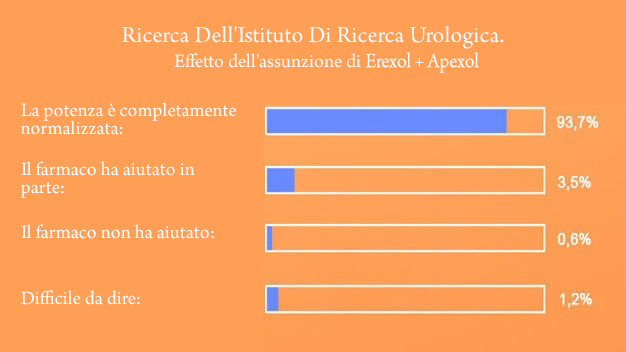 Ricerca Dell'Istituto Di Ricerca Urologica.
Effetto dell'assunzione di Erexol + Apexol
La potenza è completamente
normalizzata:
93,7%
Il farmaco ha aiutato in
parte:
3,5%
Il farmaco non ha aiutato:
0,6%
Difficile da dire:
1,2%